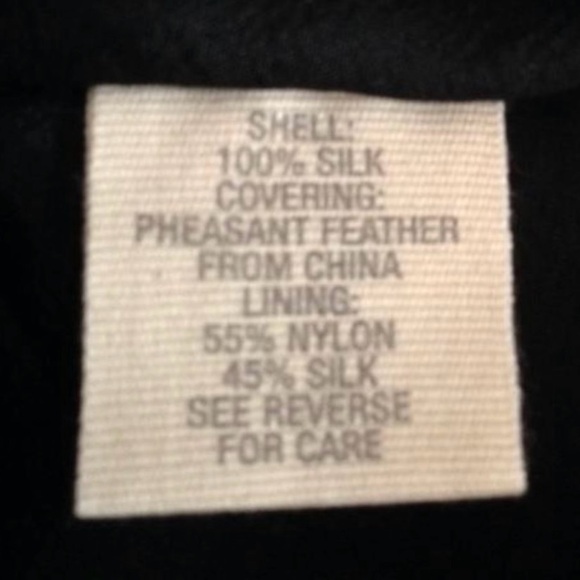 SHELL:
100% SILK
COVERING:
PHEASANT FEATHER
FROM CHINA
LINING:
55% NYLON
45% SILK
SEE REVERSE
FOR CARE